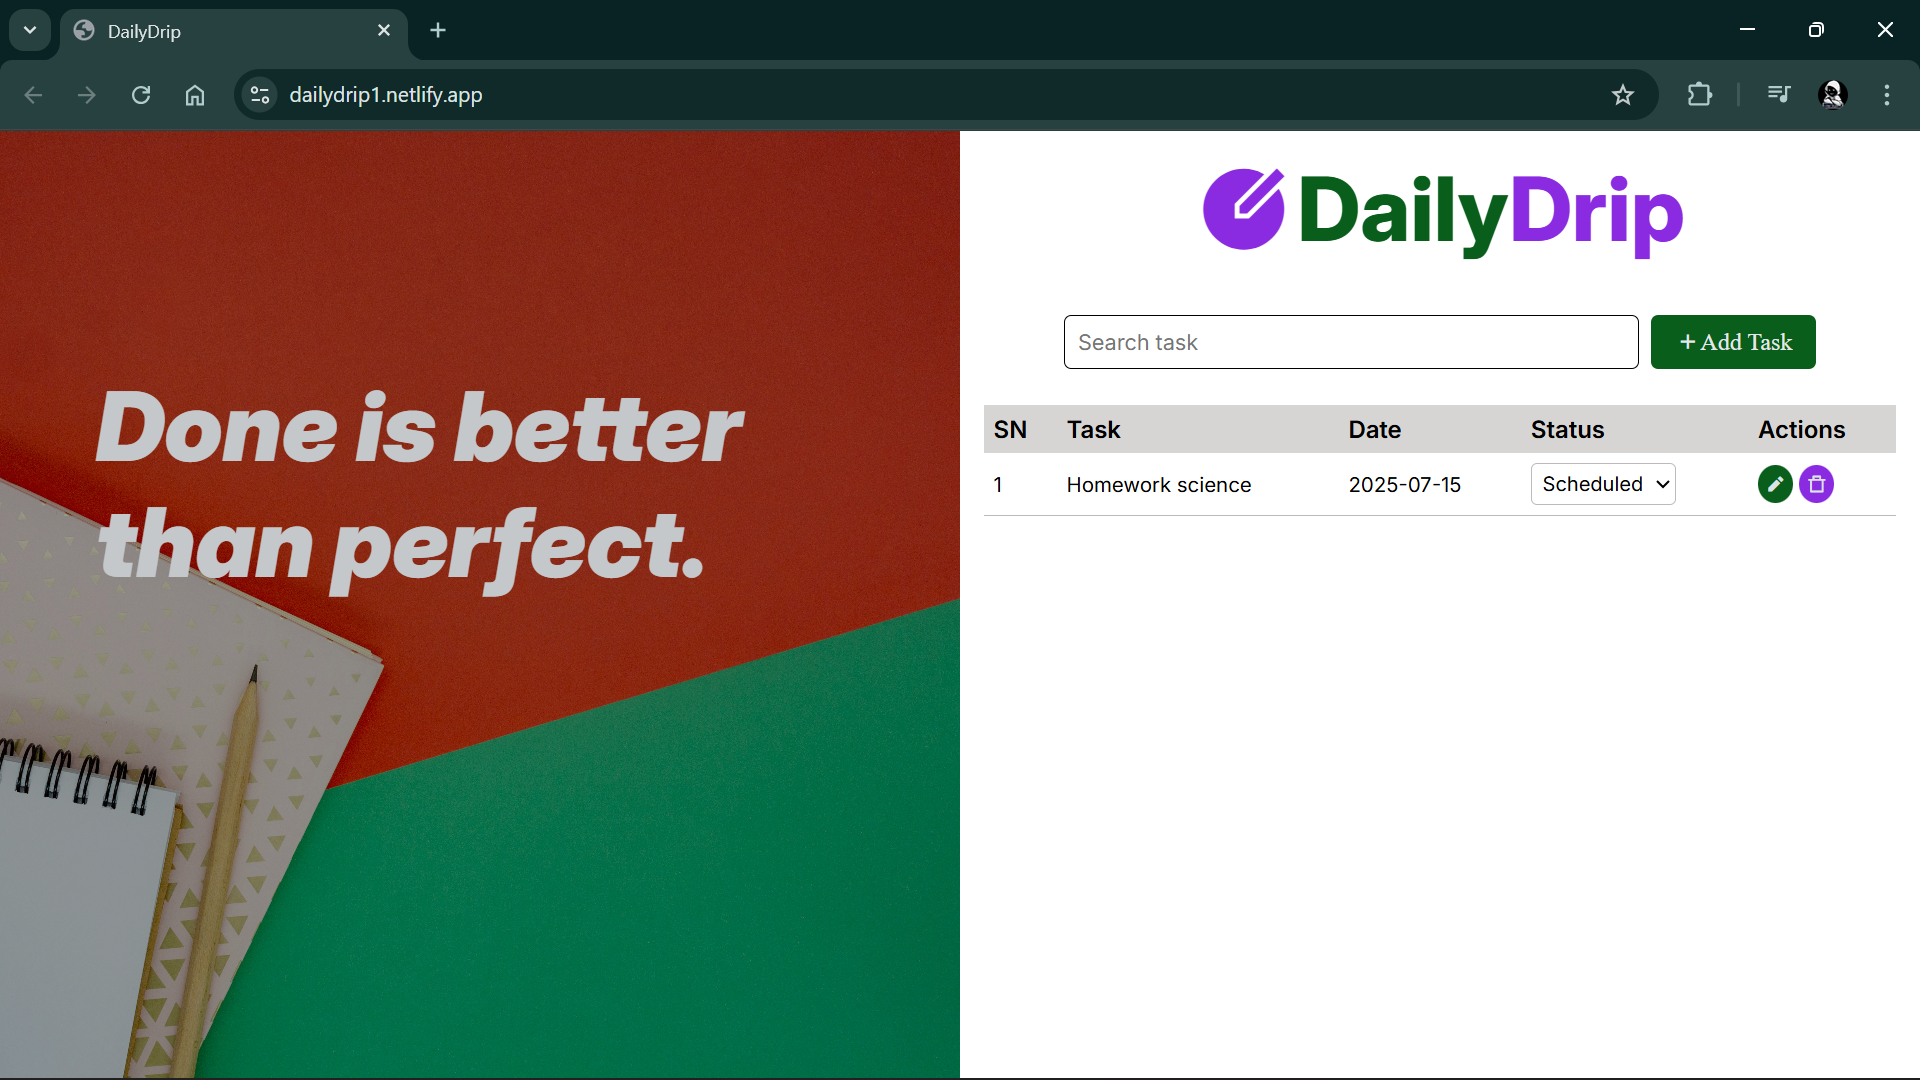 DailyDrip
dailydrip1.netlify.app
Done is better
than perfect.
DailyDrip
Search task
+ Add Task
SN Task Date Status Actions
1 Homework science 2025-07-15 Scheduled